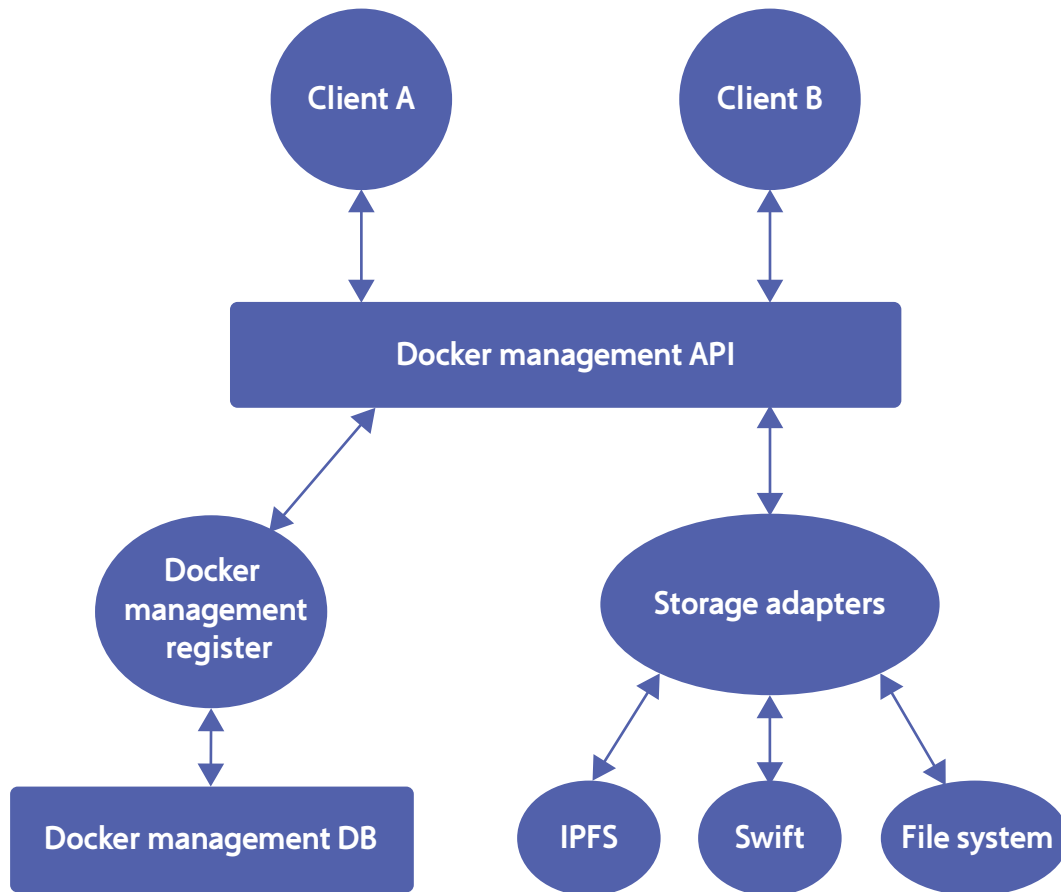 Client A
Client B
Docker management API
Docker
management
register
Storage adapters
Docker management DB
IPFS
Swift
File system